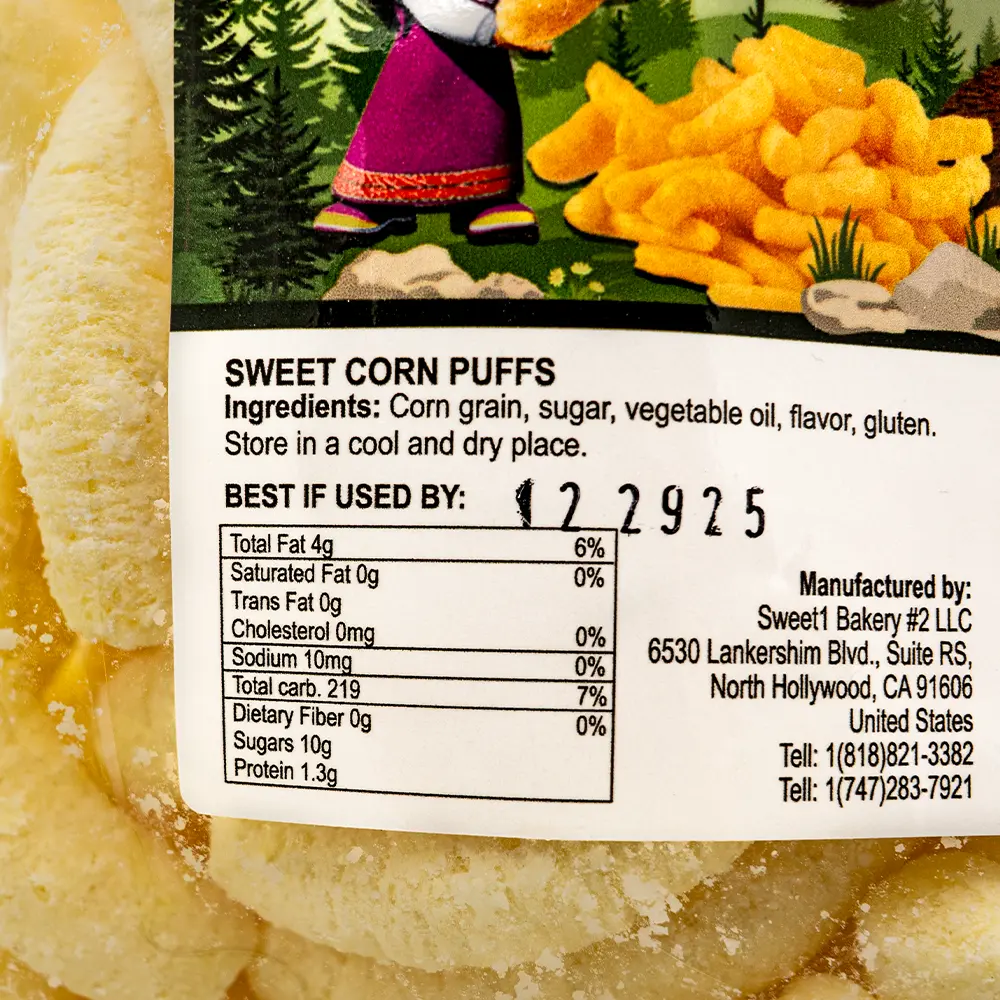 SWEET CORN PUFFS
Ingredients: Corn grain, sugar, vegetable oil, flavor, gluten.
Store in a cool and dry place.
BEST IF USED BY: 12 2925
Total Fat 4g 6%
Saturated Fat 0g 0%
Trans Fat 0g
Cholesterol 0mg 0%
Sodium 10mg 0%
Total carb. 219 7%
Dietary Fiber 0g 0%
Sugars 10g
Protein 1.3g
Manufactured by:
Sweet1 Bakery #2 LLC
6530 Lankershim Blvd., Suite RS,
North Hollywood, CA 91606
United States
Tell: 1(818)821-3382
Tell: 1(747)283-7921